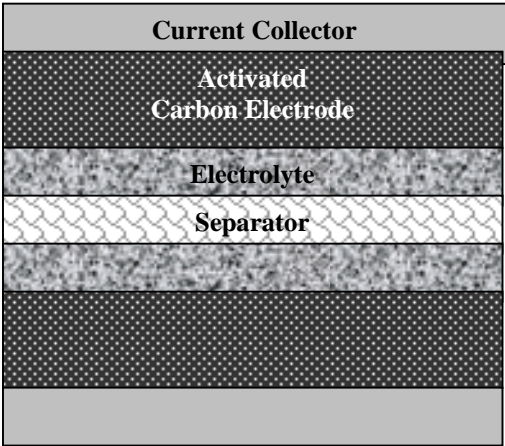 Current Collector
Activated
Carbon Electrode
Electrolyte
Separator